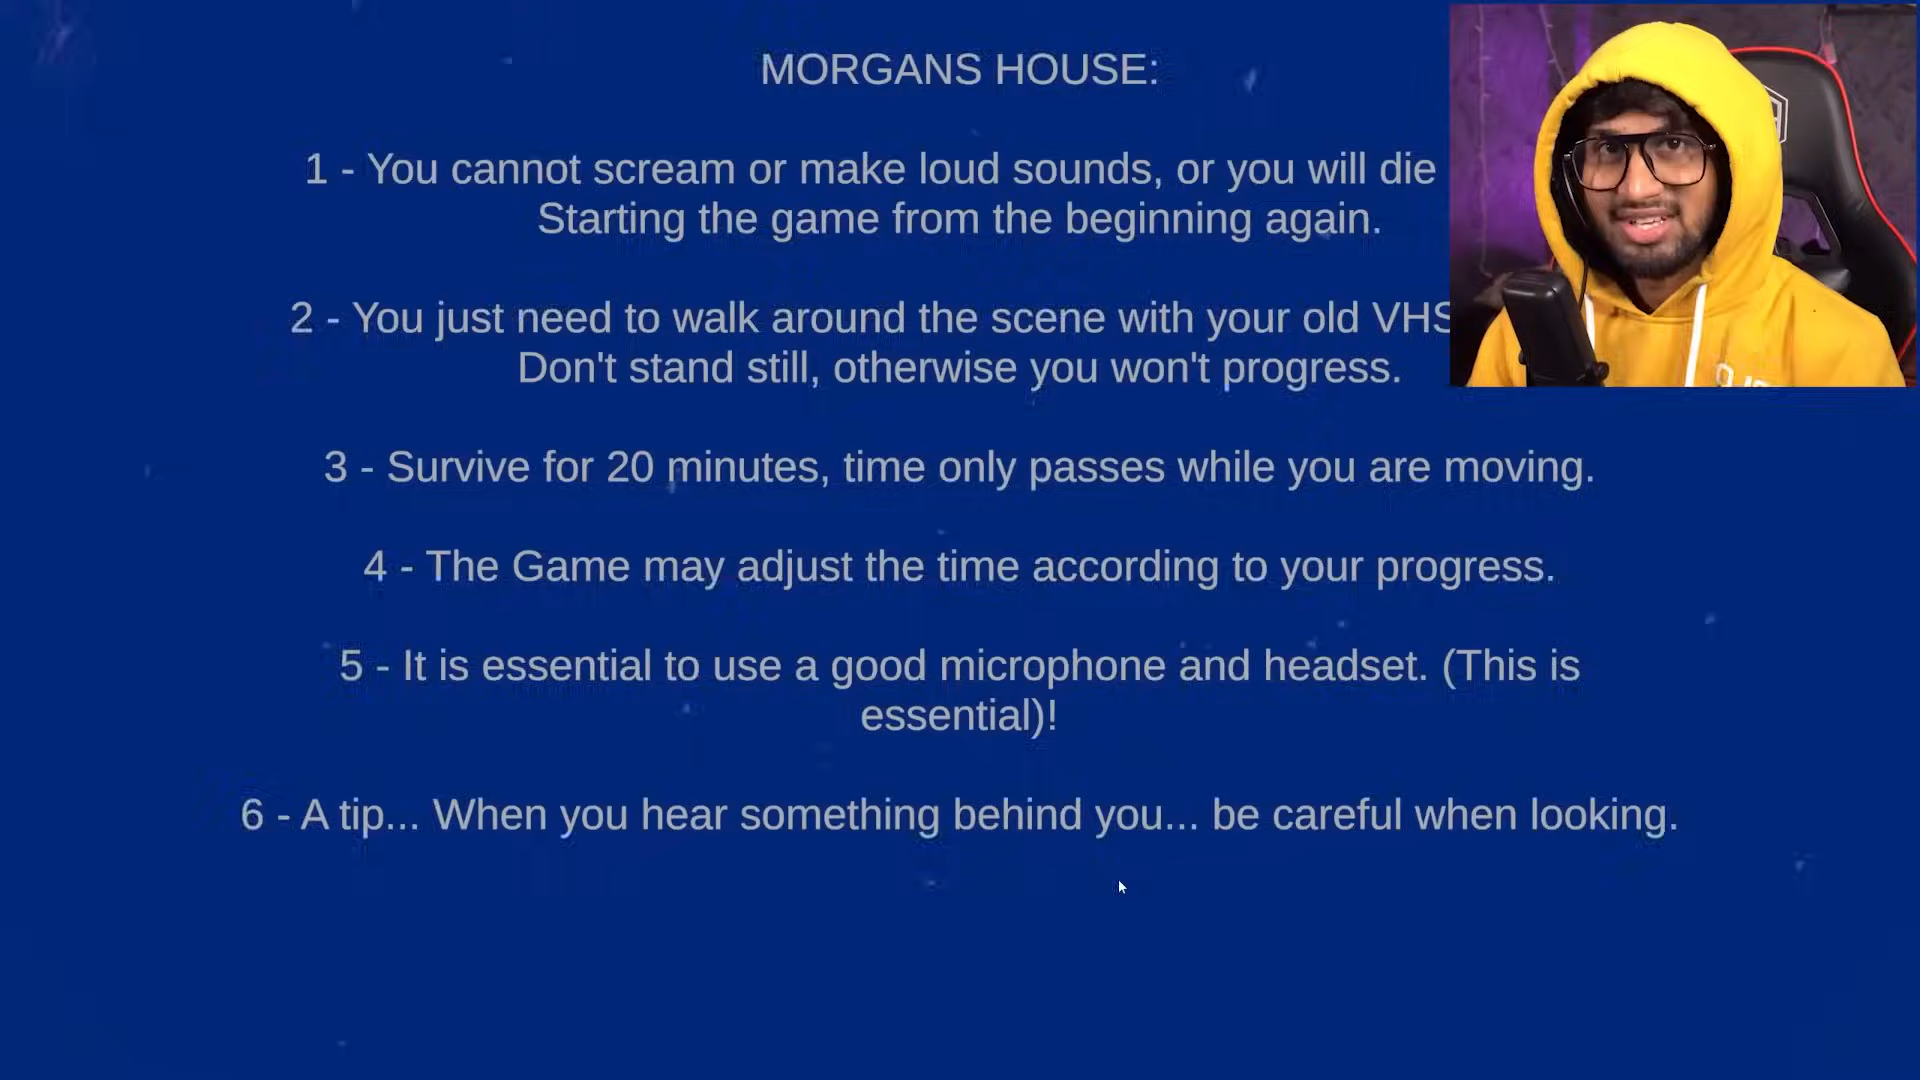 MORGANS HOUSE:
1 - You cannot scream or make loud sounds, or you will die
Starting the game from the beginning again.
2 - You just need to walk around the scene with your old VHS
Don't stand still, otherwise you won't progress.
3 - Survive for 20 minutes, time only passes while you are moving.
4 - The Game may adjust the time according to your progress.
5 - It is essential to use a good microphone and headset. (This is
essential)!
6 - A tip... When you hear something behind you... be careful when looking.